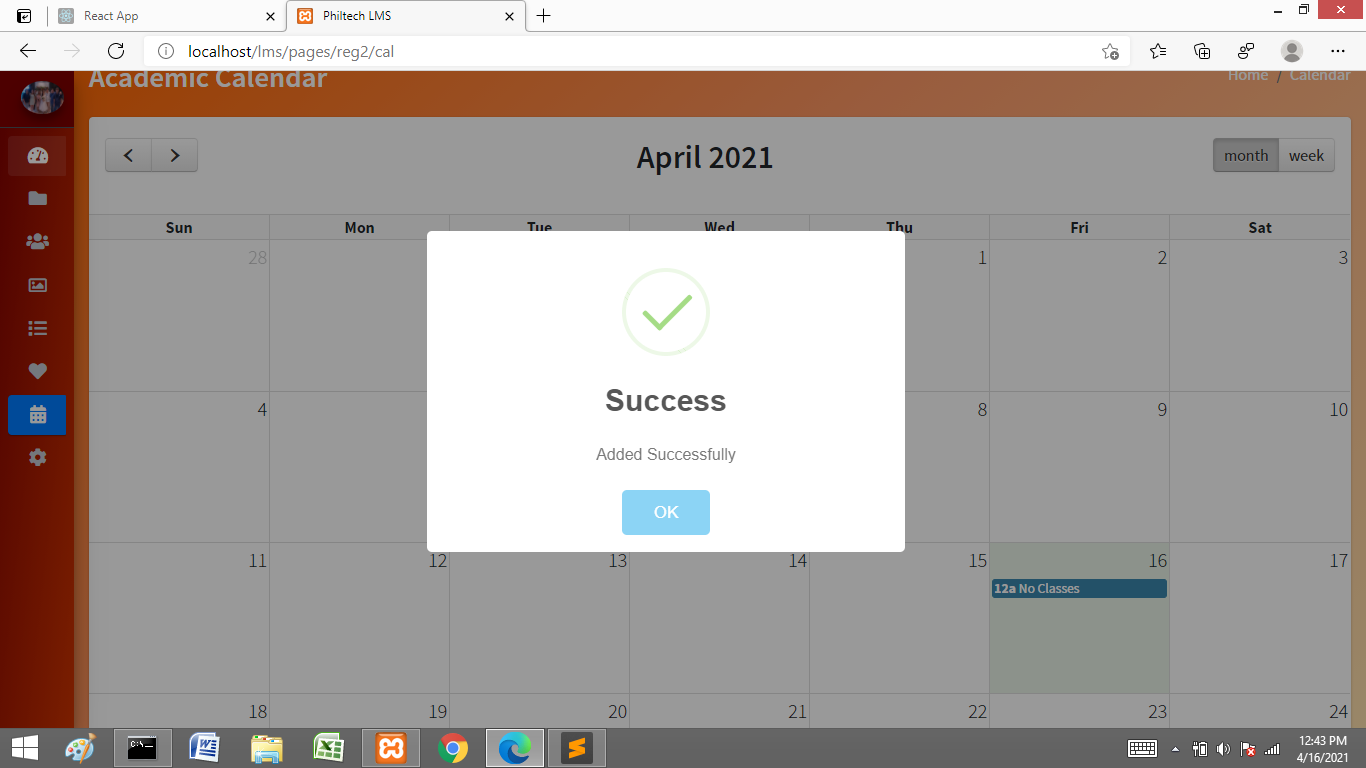 React App
Philtech LMS
localhost/lms/pages/reg2/cal
Academic Calendar
Home / Calendar
April 2021
month week
Sun Mon Tue Wed Thu Fri Sat
28 1 2 3
4 8 9 10
11 12 13 14 15 16 17
12a No Classes
18 19 20 21 22 23 24
Success
Added Successfully
OK
C:\.
12:43 PM
4/16/2021